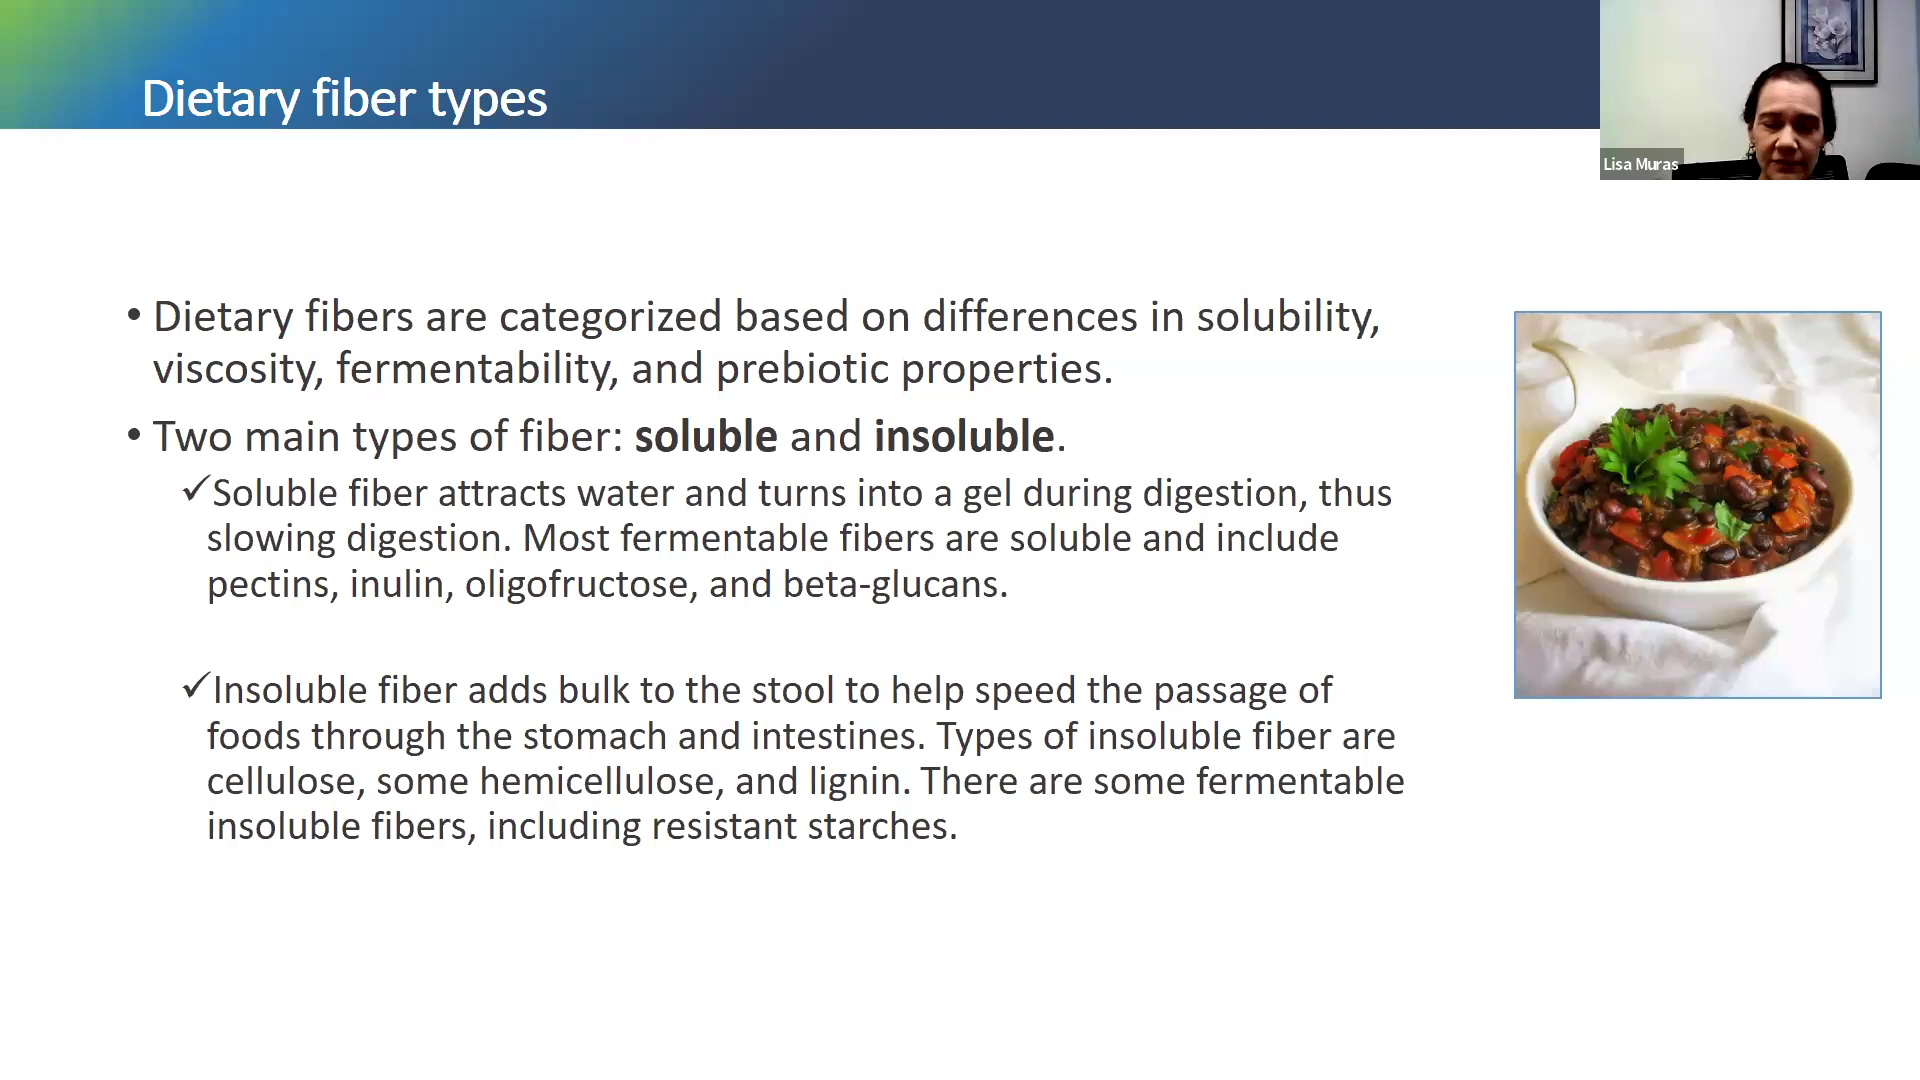 Dietary fiber types
Lisa Muras
• Dietary fibers are categorized based on differences in solubility,
viscosity, fermentability, and prebiotic properties.
• Two main types of fiber: soluble and insoluble.
✓Soluble fiber attracts water and turns into a gel during digestion, thus
slowing digestion. Most fermentable fibers are soluble and include
pectins, inulin, oligofructose, and beta-glucans.
✓Insoluble fiber adds bulk to the stool to help speed the passage of
foods through the stomach and intestines. Types of insoluble fiber are
cellulose, some hemicellulose, and lignin. There are some fermentable
insoluble fibers, including resistant starches.